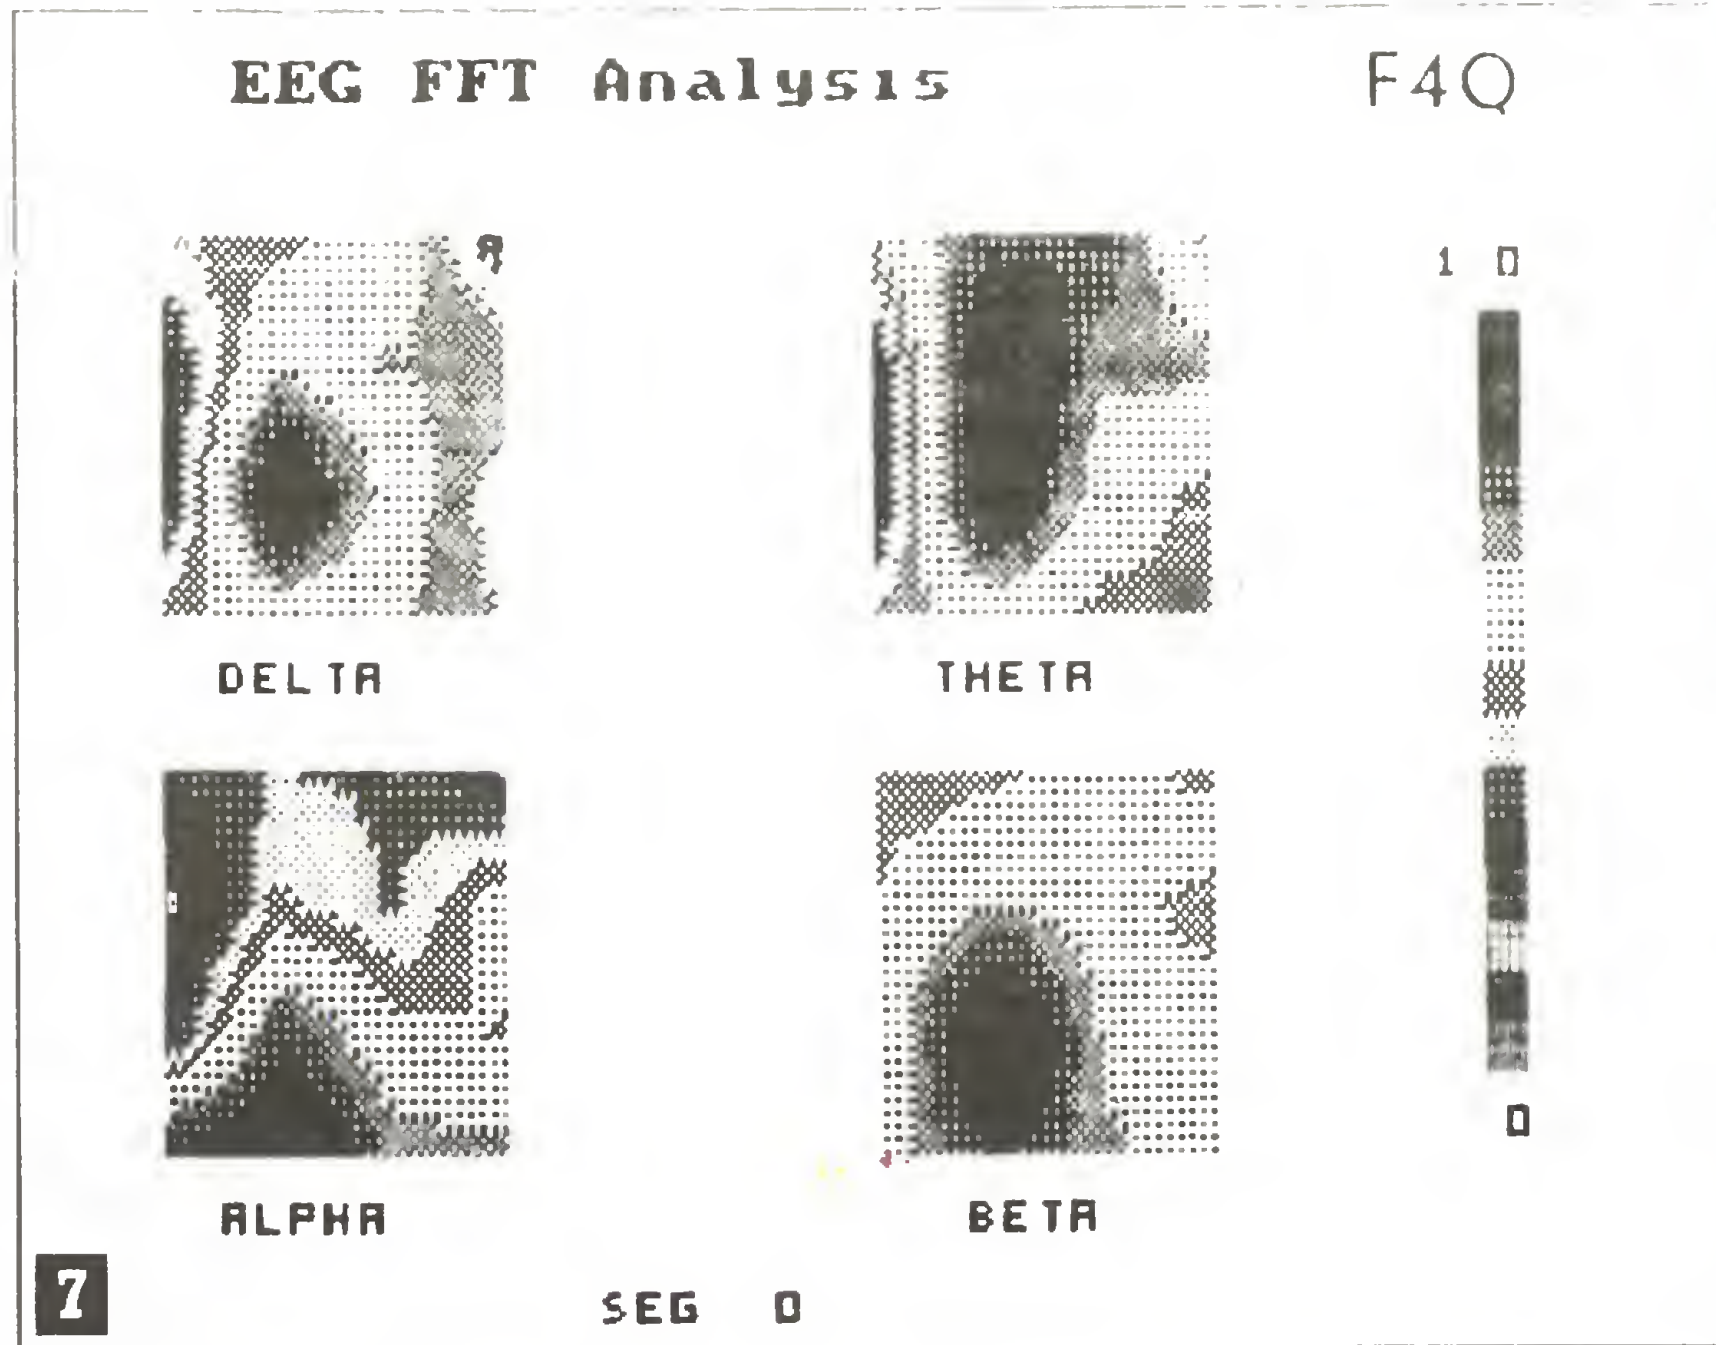 EEG FFT Analysis F4Q
1 0
DELTA THETA
0
ALPHA BETA
7
SEG 0